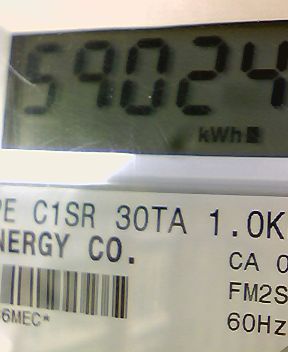 59024
kWh
PE C1SR 30TA 1.0K
NERGY CO.
CA 0
FM2S
6MEC*
60Hz